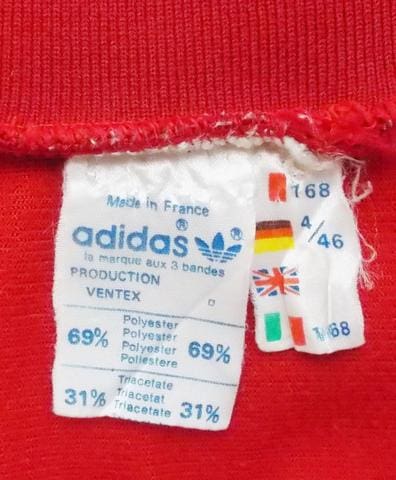 Made in France
adidas®
la marque aux 3 bandes
PRODUCTION
VENTEX
69% Polyester 69%
Polyester
Polyester
Poliestere
31% Triacetate 31%
Triacetat
Triacetate
Triacetate
168
4/46
168